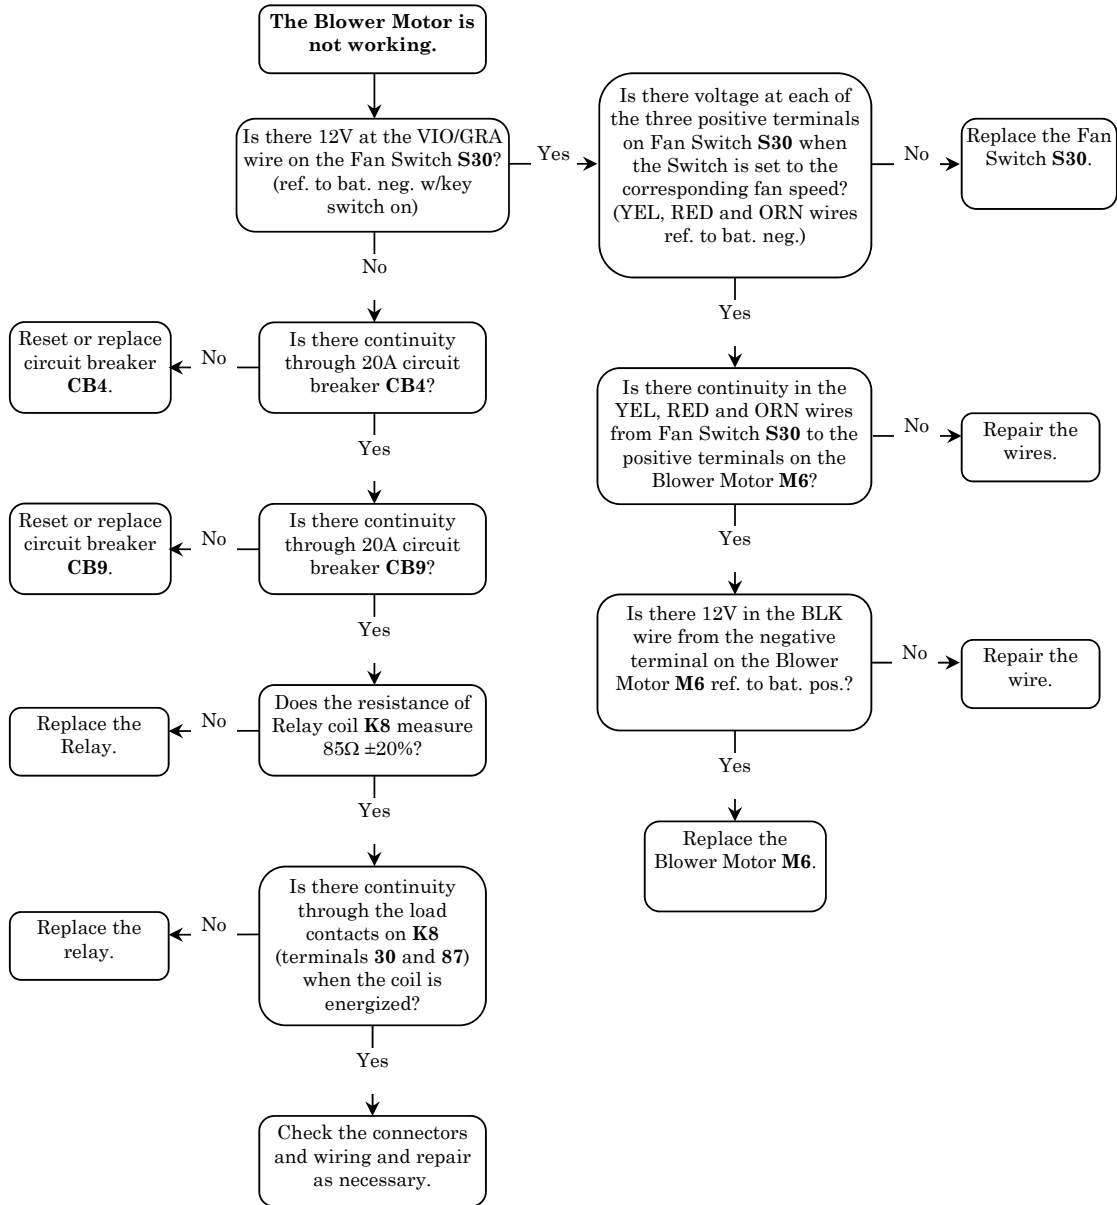 The Blower Motor is
not working.
Is there 12V at the VIO/GRA
wire on the Fan Switch S30?
(ref. to bat. neg. w/key
switch on)
Yes
Is there voltage at each of
the three positive terminals
on Fan Switch S30 when
the Switch is set to the
corresponding fan speed?
(YEL, RED and ORN wires
ref. to bat. neg.)
No
Replace the Fan
Switch S30.
No
Yes
Reset or replace
circuit breaker
CB4.
No
Is there continuity
through 20A circuit
breaker CB4?
Is there continuity in the
YEL, RED and ORN wires
from Fan Switch S30 to the
positive terminals on the
Blower Motor M6?
No
Repair the
wires.
Yes
Yes
Reset or replace
circuit breaker
CB9.
No
Is there continuity
through 20A circuit
breaker CB9?
Is there 12V in the BLK
wire from the negative
terminal on the Blower
Motor M6 ref. to bat. pos.?
No
Repair the
wire.
Yes
Yes
Replace the
Relay.
No
Does the resistance of
Relay coil K8 measure
85Ω ±20%?
Replace the
Blower Motor M6.
Yes
Replace the
relay.
No
Is there continuity
through the load
contacts on K8
(terminals 30 and 87)
when the coil is
energized?
Yes
Check the connectors
and wiring and repair
as necessary.